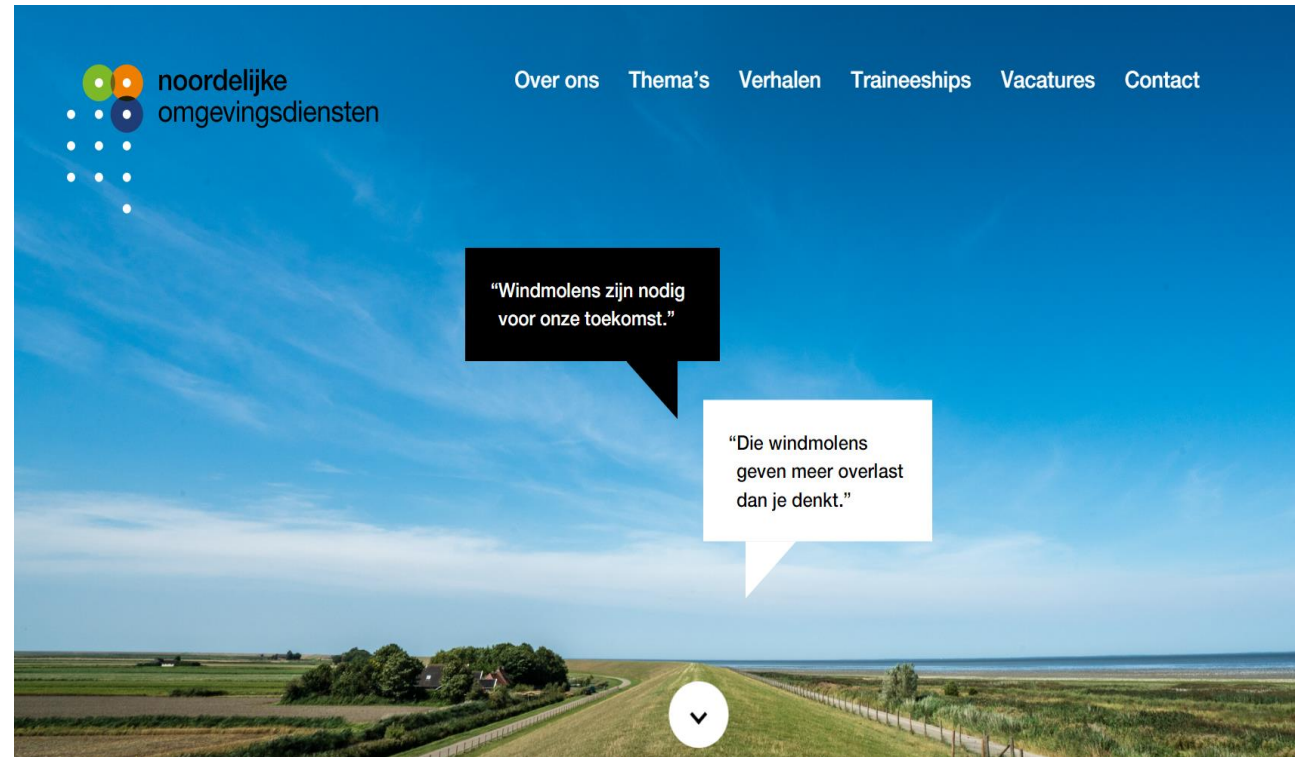 noordelijke
omgevingsdiensten
Over ons Thema's Verhalen Traineeships Vacatures Contact
“Windmolens zijn nodig
voor onze toekomst.”
“Die windmolens
geven meer overlast
dan je denkt.”